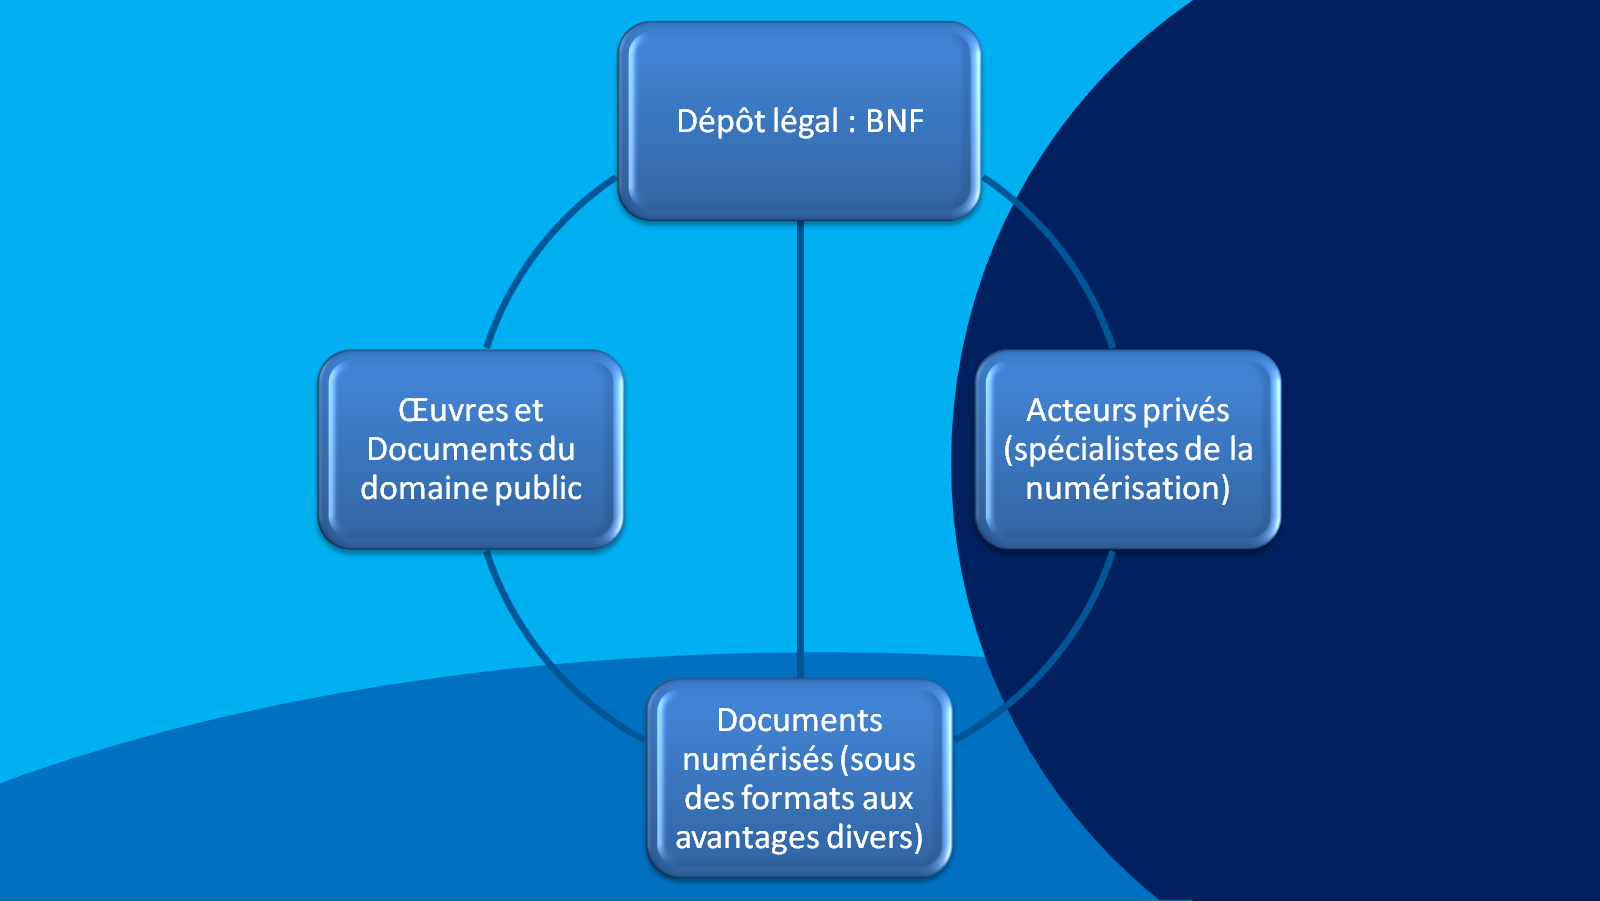 Dépôt légal : BNF
Œuvres et
Documents du
domaine public
Acteurs privés
(spécialistes de la
numérisation)
Documents
numérisés (sous
des formats aux
avantages divers)